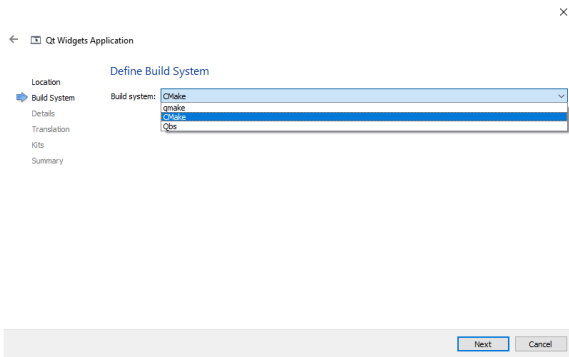 Qt Widgets Application
Define Build System
Location
Build System
Details
Translation
Kits
Summary
Build system: CMake
qmake
CMake
Qbs
Next Cancel